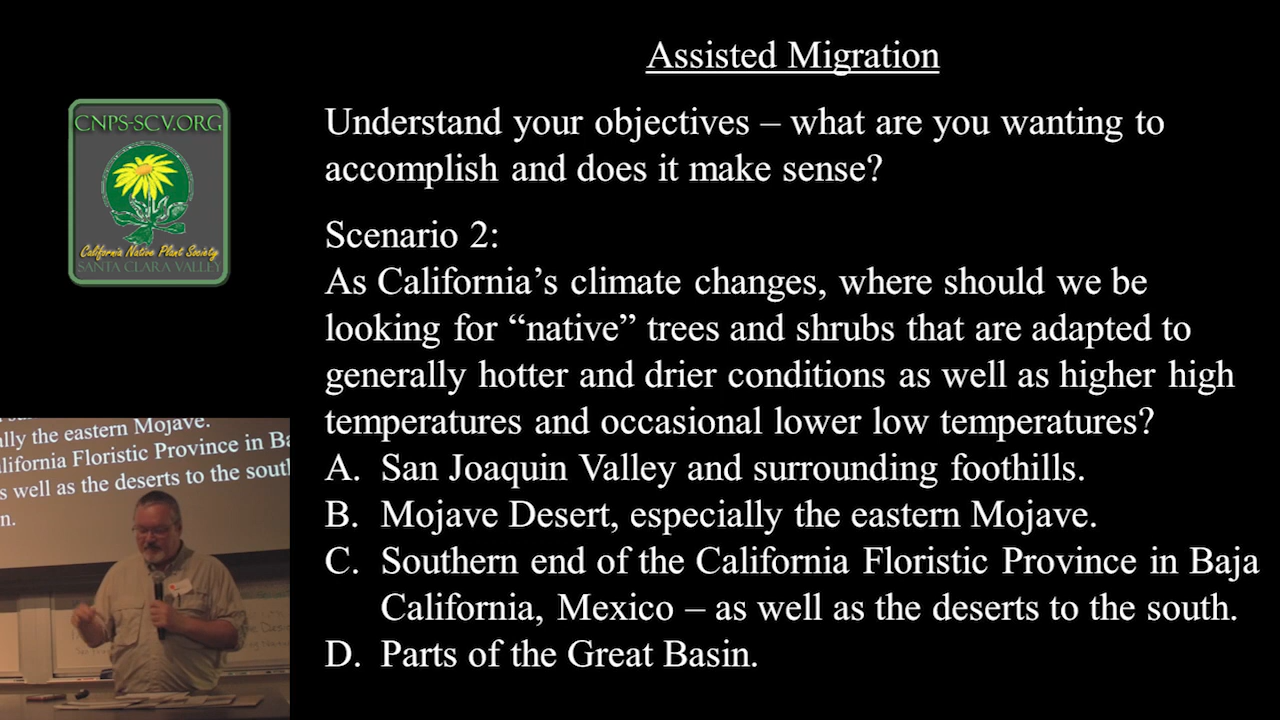 Assisted Migration
CNPS-SCV.ORG
California Native Plant Society
SANTA CLARA VALLEY
Understand your objectives – what are you wanting to
accomplish and does it make sense?
Scenario 2:
As California’s climate changes, where should we be
looking for “native” trees and shrubs that are adapted to
generally hotter and drier conditions as well as higher high
temperatures and occasional lower low temperatures?
A. San Joaquin Valley and surrounding foothills.
B. Mojave Desert, especially the eastern Mojave.
C. Southern end of the California Floristic Province in Baja
California, Mexico – as well as the deserts to the south.
D. Parts of the Great Basin.
lly the eastern Mojave.
lifornia Floristic Province in Ba
s well as the deserts to the sout
n.